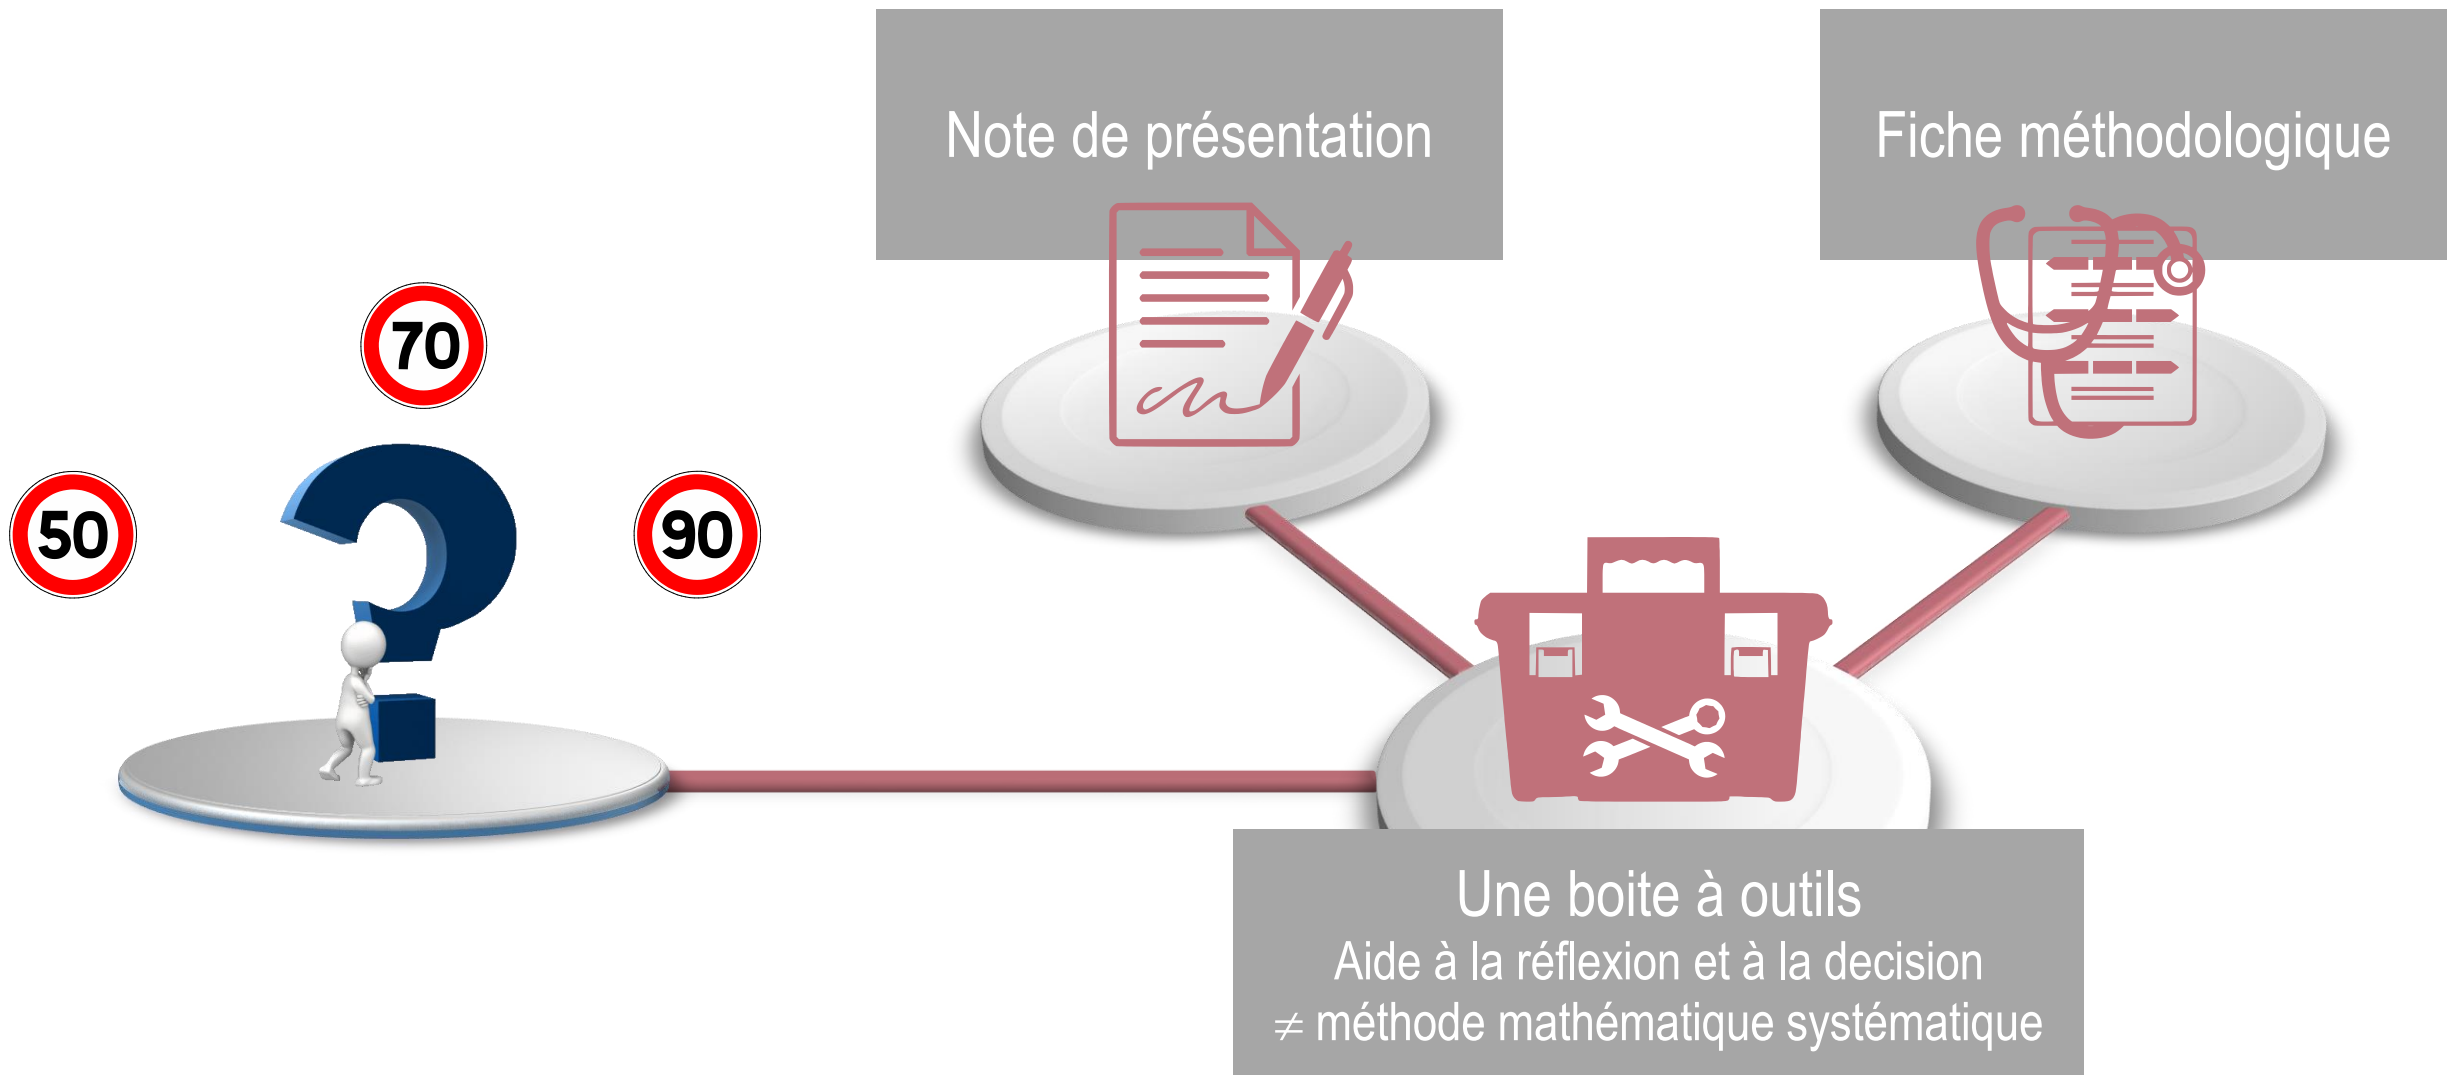 Note de présentation
Fiche méthodologique
70
50
90
Une boite à outils
Aide à la réflexion et à la decision
≠ méthode mathématique systématique